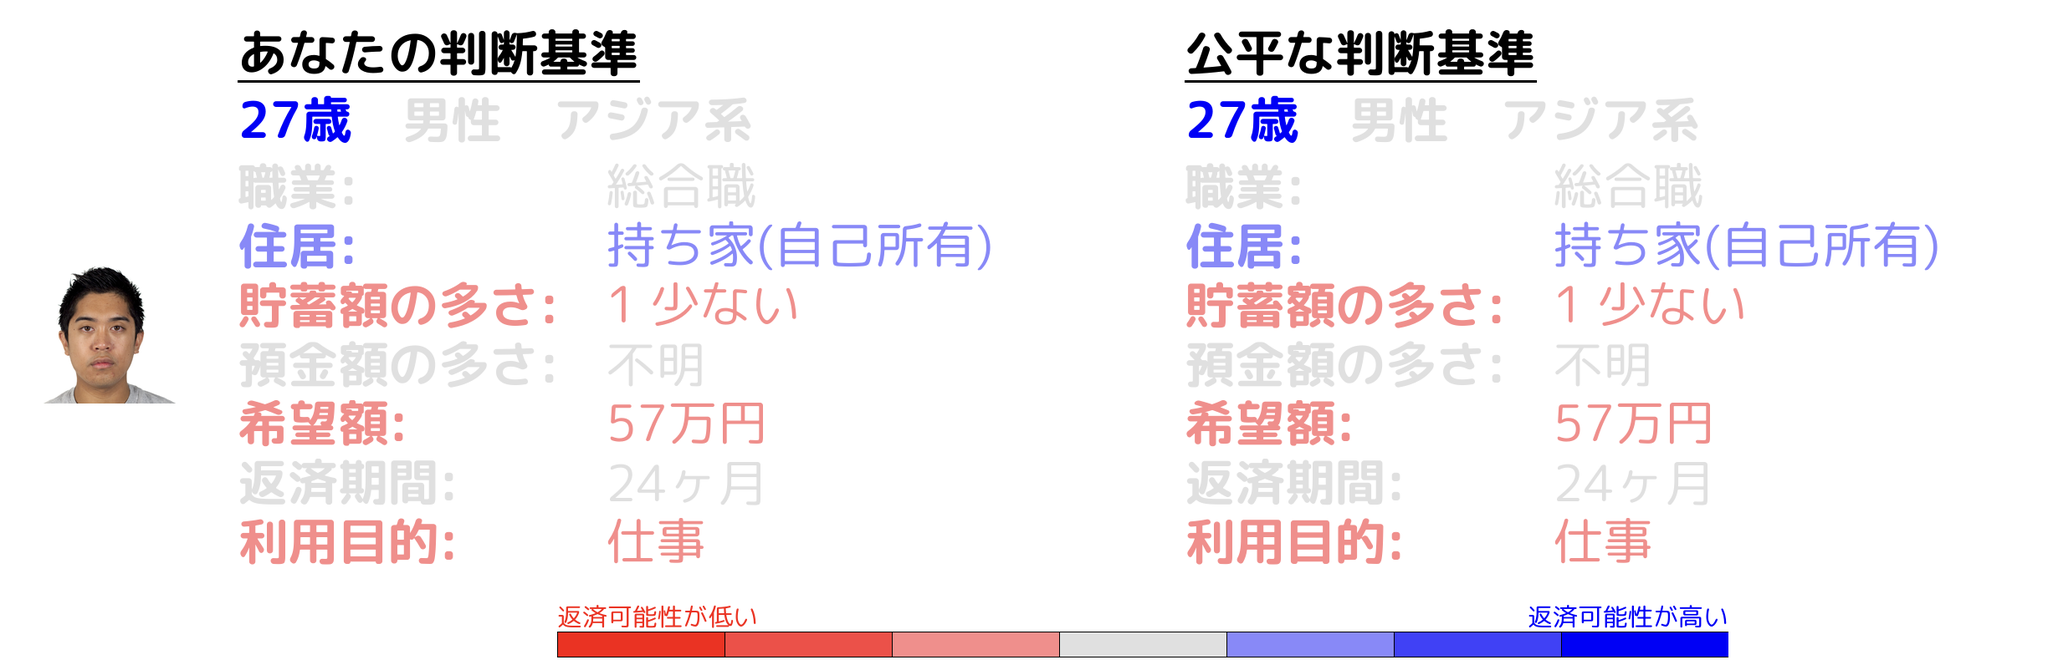 あなたの判断基準
27歳 男性 アジア系
職業: 総合職
住居: 持ち家(自己所有)
貯蓄額の多さ: 1 少ない
預金額の多さ: 不明
希望額: 57万円
返済期間: 24ヶ月
利用目的: 仕事
公平な判断基準
27歳 男性 アジア系
職業: 総合職
住居: 持ち家(自己所有)
貯蓄額の多さ: 1 少ない
預金額の多さ: 不明
希望額: 57万円
返済期間: 24ヶ月
利用目的: 仕事
返済可能性が低い
返済可能性が高い